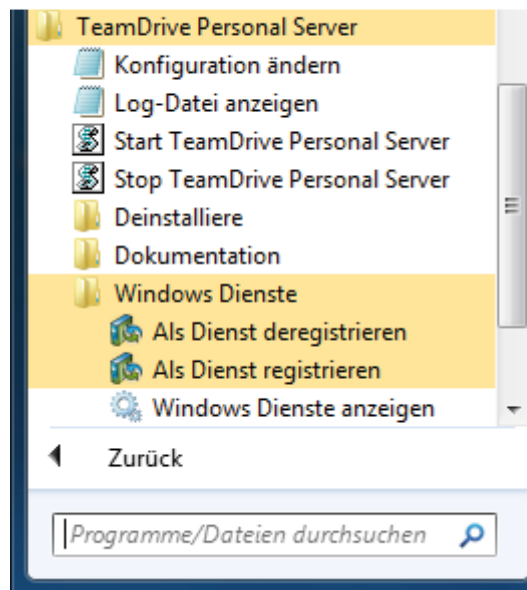 TeamDrive Personal Server
Konfiguration ändern
Log-Datei anzeigen
Start TeamDrive Personal Server
Stop TeamDrive Personal Server
Deinstalliere
Dokumentation
Windows Dienste
Als Dienst deregistrieren
Als Dienst registrieren
Windows Dienste anzeigen
Zurück
Programme/Dateien durchsuchen